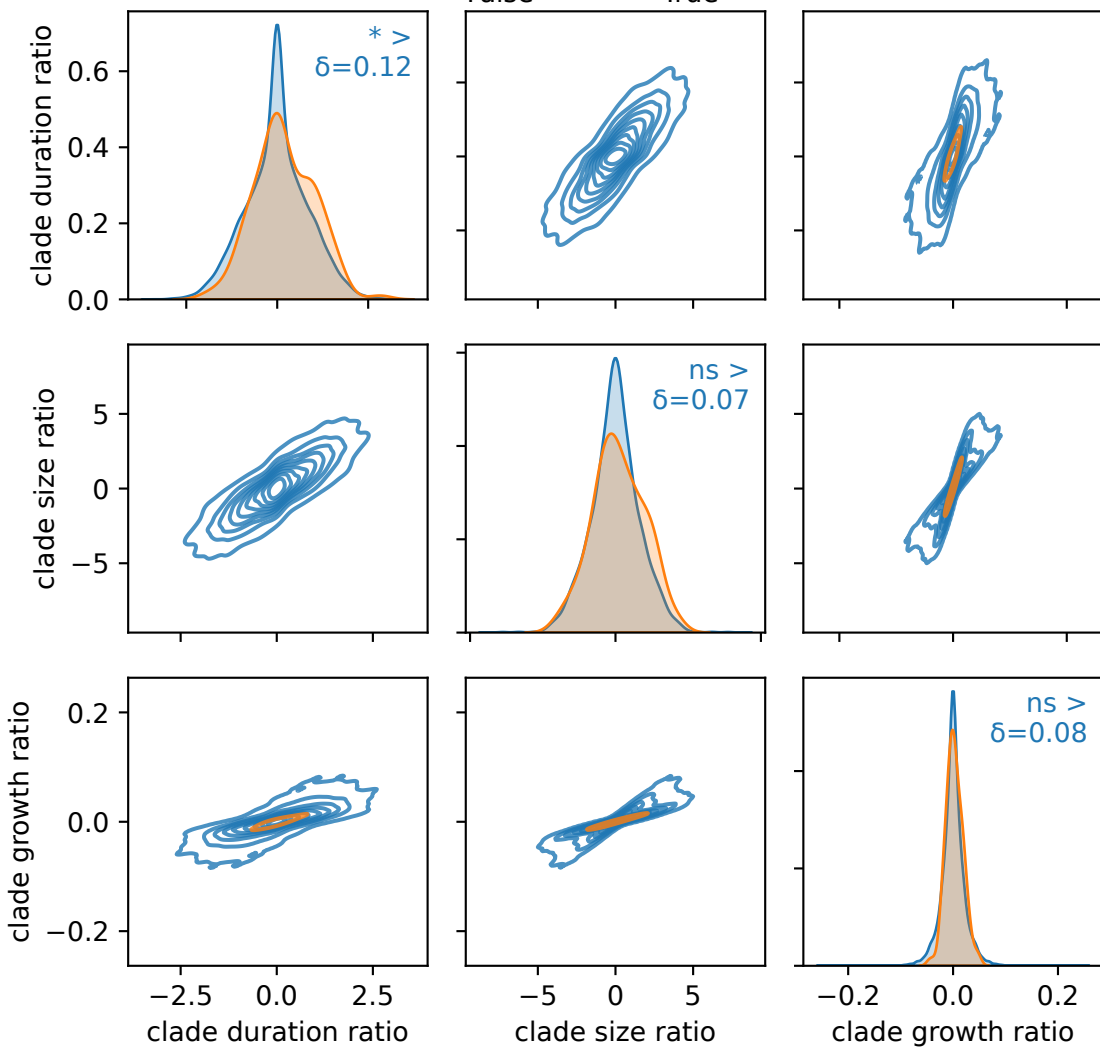 clade duration ratio
0.6
0.4
0.2
0.0
* >
δ=0.12
clade size ratio
5
0
−5
ns >
δ=0.07
clade growth ratio
0.2
0.0
−0.2
ns >
δ=0.08
−2.5 0.0 2.5
clade duration ratio
−5 0 5
clade size ratio
−0.2 0.0 0.2
clade growth ratio